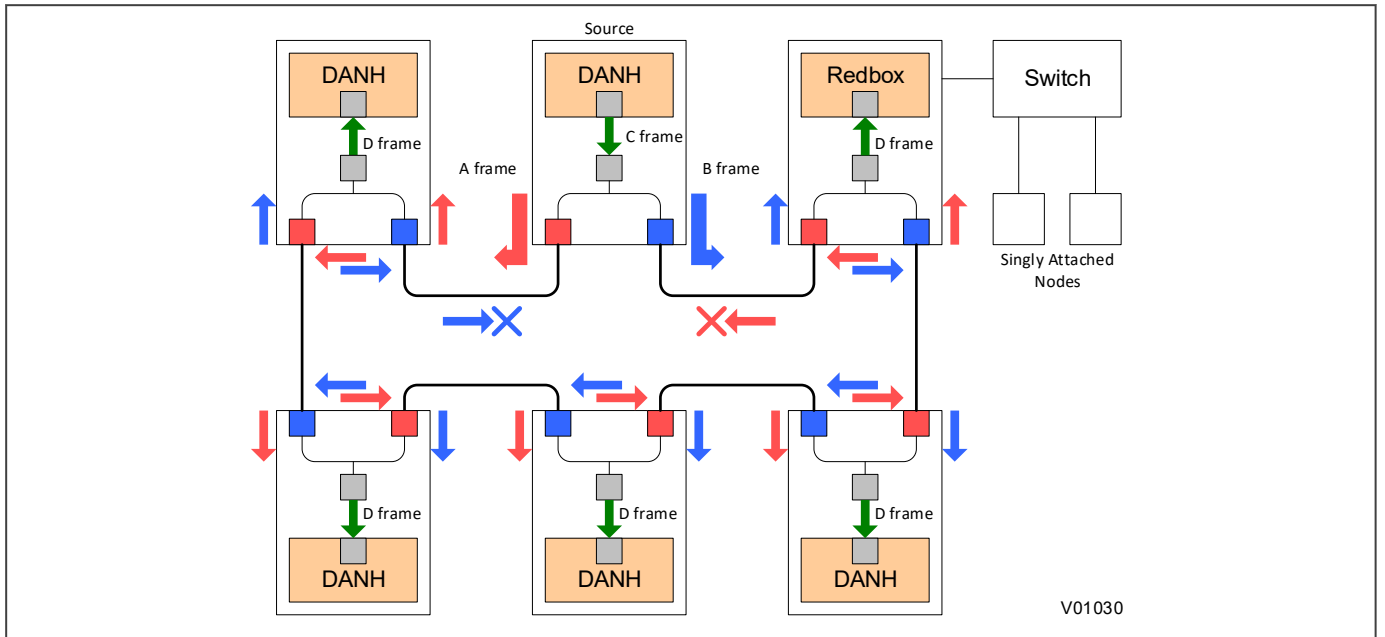 Source
DANH
DANH
Redbox
Switch
D frame
C frame
D frame
A frame
B frame
Singly Attached
Nodes
D frame
D frame
D frame
DANH
DANH
DANH
V01030